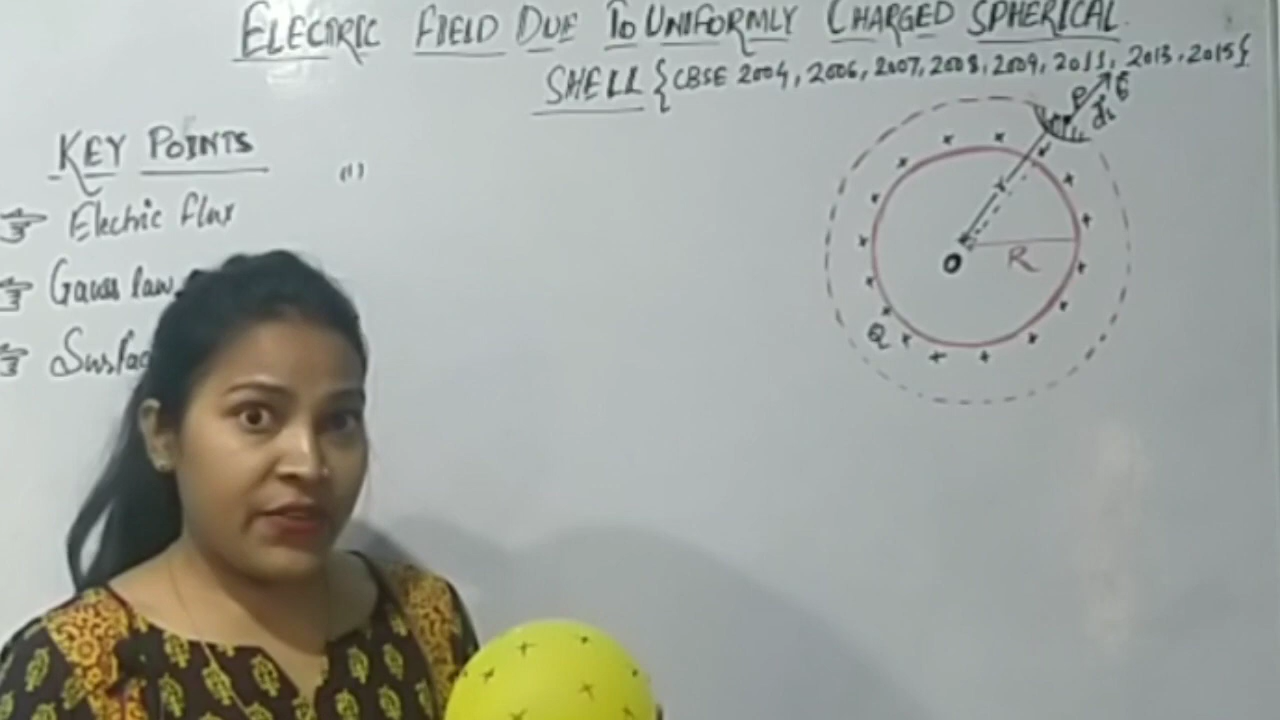 ELECTRIC FIELD DUE TO UNIFORMLY CHARGED SPHERICAL
SHELL {CBSE 2004, 2006, 2007, 2008, 2009, 2011, 2013, 2015}
KEY POINTS
(1)
Electric flux
Gauss law
P
r
O
R
Q